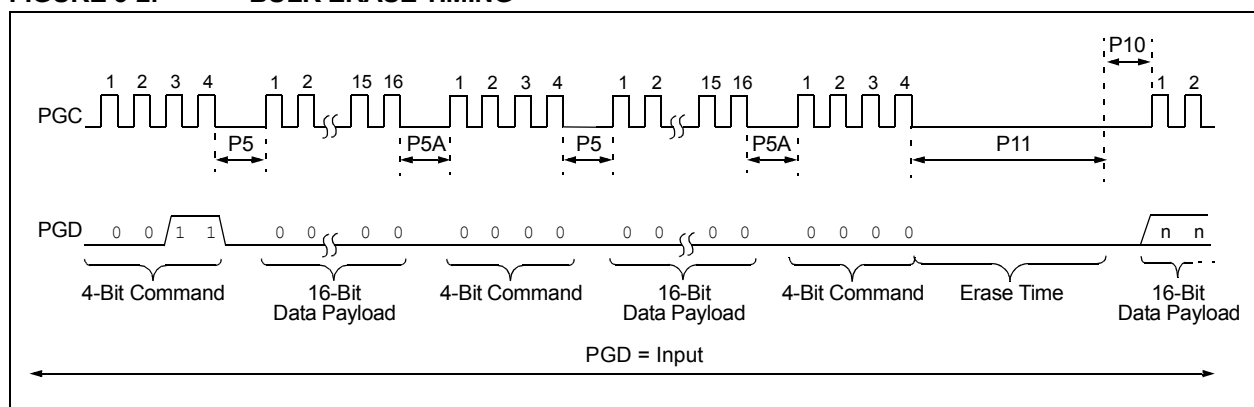 FIGURE 3-2: BULK ERASE TIMING
P10
1 2 3 4 1 2 15 16 1 2 3 4 1 2 15 16 1 2 3 4 1 2
PGC
P5 P5A P5 P5A P11
PGD 0 0 1 1 0 0 0 0 0 0 0 0 0 0 0 0 0 0 0 0 n n
4-Bit Command 16-Bit 4-Bit Command 16-Bit 4-Bit Command Erase Time 16-Bit
Data Payload Data Payload Data Payload
PGD = Input